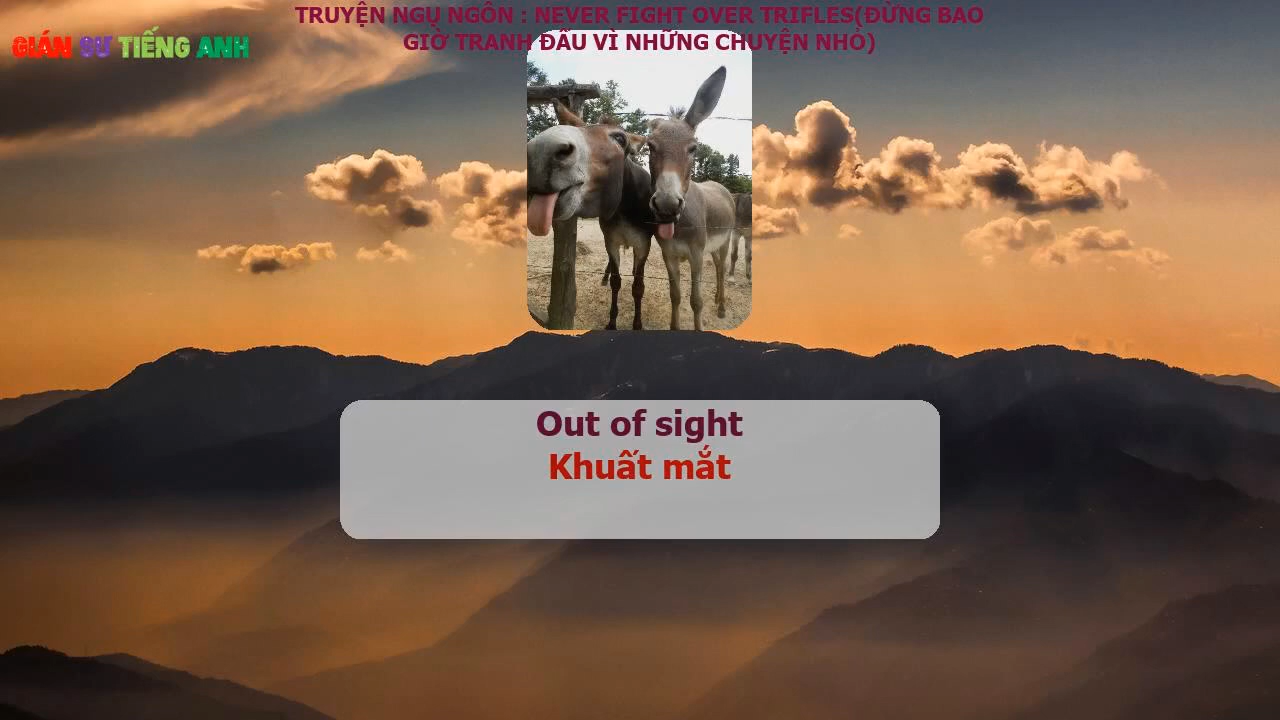 TRUYỆN NGỤ NGÔN : NEVER FIGHT OVER TRIFLES(ĐỪNG BAO
GIỜ TRANH ĐẤU VÌ NHỮNG CHUYỆN NHỎ)
GIÁN SƯ TIẾNG ANH
Out of sight
Khuất mắt